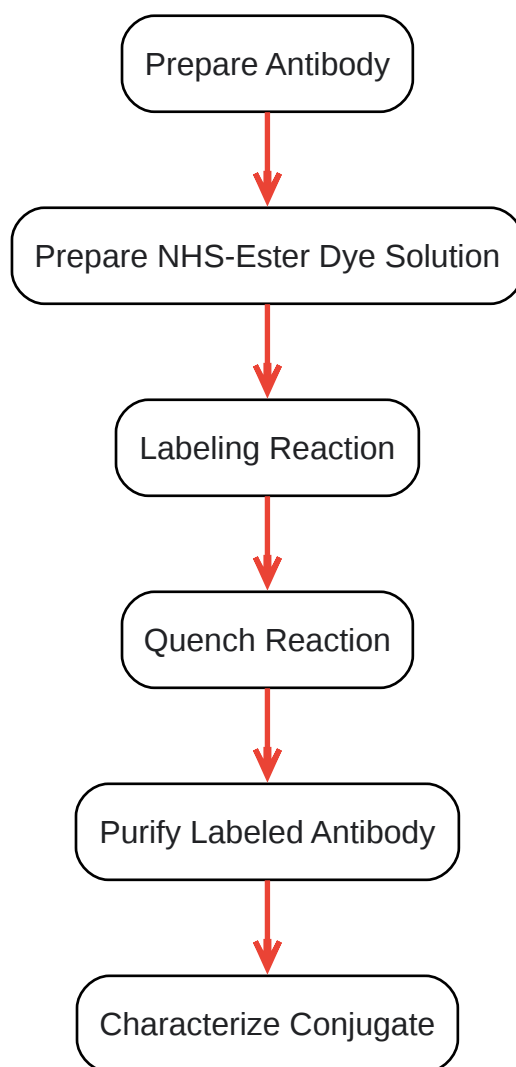 Prepare Antibody
Prepare NHS-Ester Dye Solution
Labeling Reaction
Quench Reaction
Purify Labeled Antibody
Characterize Conjugate